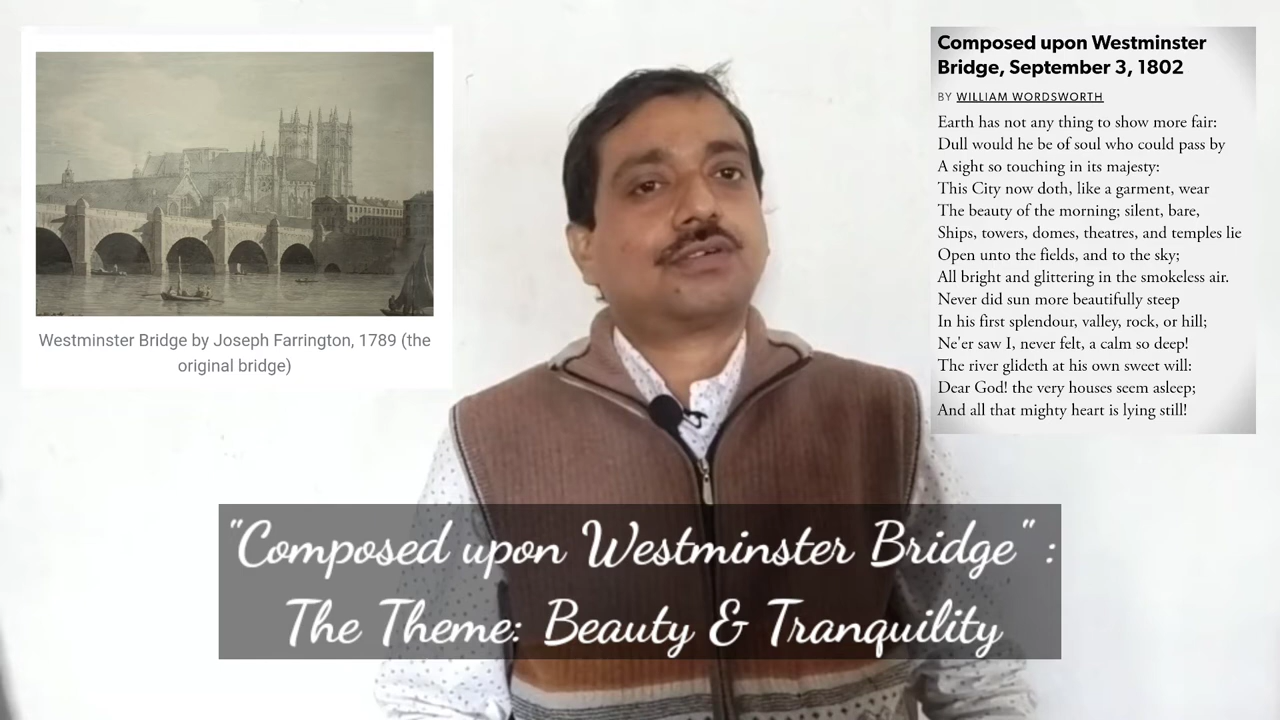 Westminster Bridge by Joseph Farrington, 1789 (the
original bridge)
Composed upon Westminster
Bridge, September 3, 1802
BY WILLIAM WORDSWORTH
Earth has not any thing to show more fair:
Dull would he be of soul who could pass by
A sight so touching in its majesty:
This City now doth, like a garment, wear
The beauty of the morning; silent, bare,
Ships, towers, domes, theatres, and temples lie
Open unto the fields, and to the sky;
All bright and glittering in the smokeless air.
Never did sun more beautifully steep
In his first splendour, valley, rock, or hill;
Ne'er saw I, never felt, a calm so deep!
The river glideth at his own sweet will:
Dear God! the very houses seem asleep;
And all that mighty heart is lying still!
"Composed upon Westminster Bridge" :
The Theme: Beauty & Tranquility